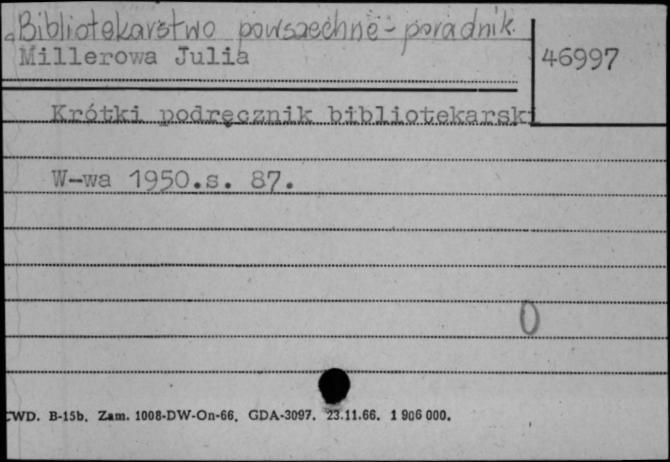 Bibliotekarstwo powszechne - poradnik.
Millerowa Julia
46997
Krótki podręcznik bibliotekarski
W-wa 1950.s. 87.
0
CWD. B-15b. Zam. 1008-DW-On-66. GDA-3097. 23.11.66. 1 906 000.